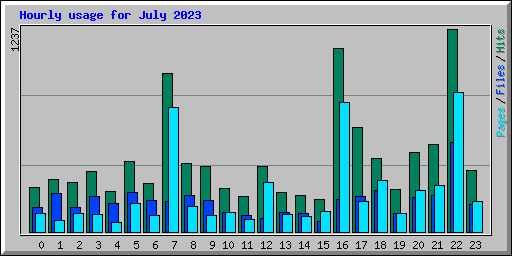 Hourly usage for July 2023
1237
Pages / Files / Hits
0 1 2 3 4 5 6 7 8 9 10 11 12 13 14 15 16 17 18 19 20 21 22 23